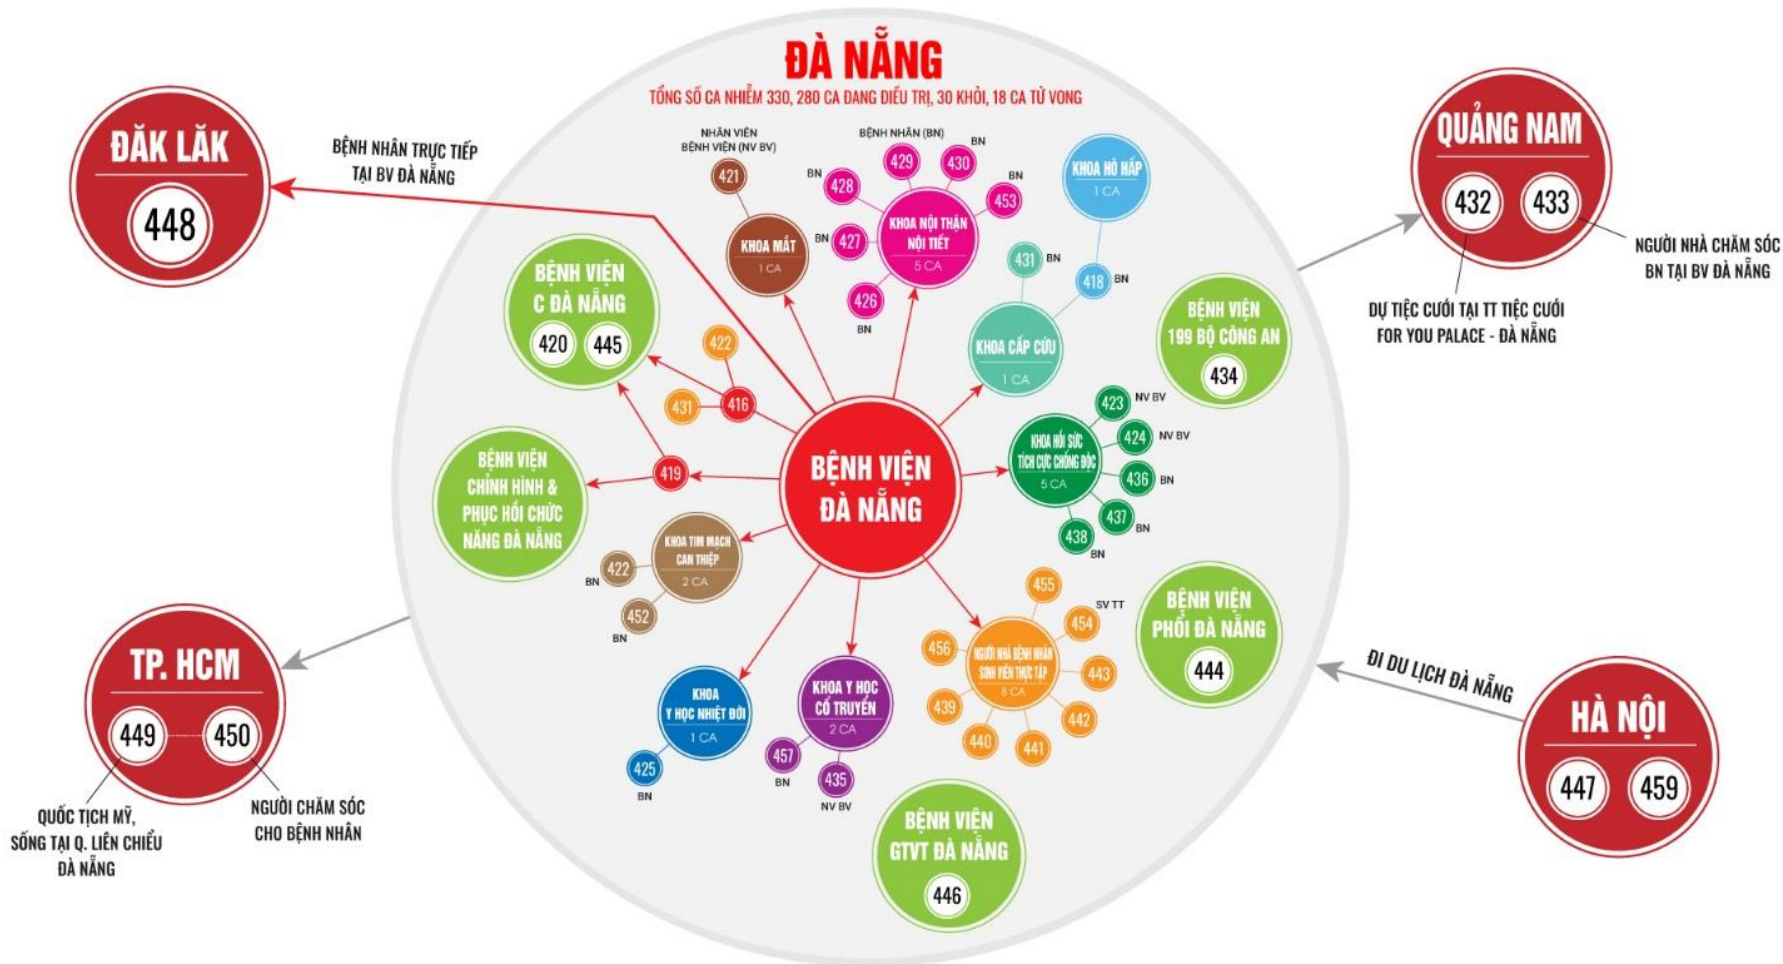 ĐÀ NẴNG
TỔNG SỐ CA NHIỄM 330, 280 CA ĐANG ĐIỀU TRỊ, 30 KHỎI, 18 CA TỬ VONG
ĐĂK LĂK
448
BỆNH NHÂN TRỰC TIẾP
TẠI BV ĐÀ NẴNG
NHÂN VIÊN
BỆNH VIỆN (NV BV)
421
KHOA MẮT
1 CA
BỆNH NHÂN (BN)
429
BN
430
BN
428
BN
453
BN
427
BN
426
KHOA NỘI THẬN
NỘI TIẾT
5 CA
KHOA HÔ HẤP
1 CA
418
BN
431
BN
KHOA CẤP CỨU
1 CA
QUẢNG NAM
432
433
NGƯỜI NHÀ CHĂM SÓC
BN TẠI BV ĐÀ NẴNG
DỰ TIỆC CƯỚI TẠI TT TIỆC CƯỚI
FOR YOU PALACE - ĐÀ NẴNG
BỆNH VIỆN
C ĐÀ NẴNG
420
445
422
431
416
419
BỆNH VIỆN
199 BỘ CÔNG AN
434
BỆNH VIỆN
ĐÀ NẴNG
BỆNH VIỆN
CHỈNH HÌNH &
PHỤC HỒI CHỨC
NĂNG ĐÀ NẴNG
KHOA HỒI SỨC
TÍCH CỰC CHỐNG ĐỘC
5 CA
423
NV BV
424
NV BV
436
BN
437
BN
438
BN
KHOA TIM MẠCH
CAN THIỆP
2 CA
BN
422
452
BN
BỆNH VIỆN
PHỔI ĐÀ NẴNG
444
NGƯỜI NHÀ BỆNH NHÂN
SINH VIÊN THỰC TẬP
8 CA
455
SV TT
454
443
442
441
440
439
456
TP. HCM
449
450
QUỐC TỊCH MỸ,
SỐNG TẠI Q. LIÊN CHIỂU
ĐÀ NẴNG
NGƯỜI CHĂM SÓC
CHO BỆNH NHÂN
KHOA
Y HỌC NHIỆT ĐỚI
1 CA
425
BN
KHOA Y HỌC
CỔ TRUYỀN
2 CA
457
BN
435
NV BV
BỆNH VIỆN
GTVT ĐÀ NẴNG
446
ĐI DU LỊCH ĐÀ NẴNG
HÀ NỘI
447
459